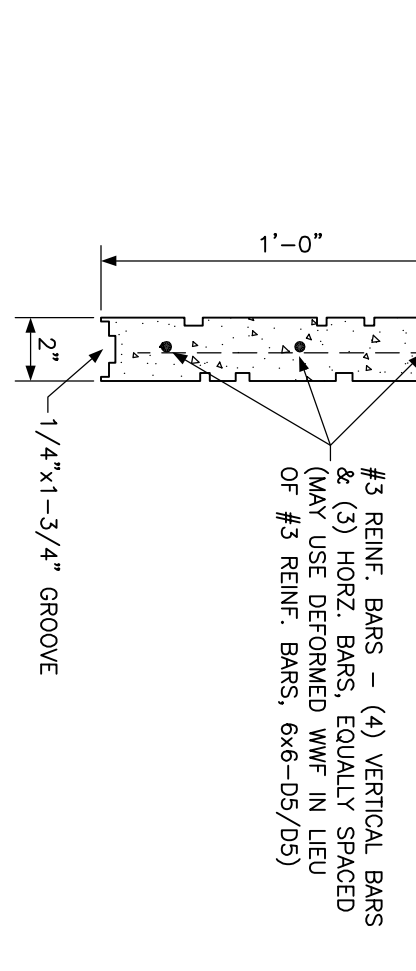 1'-0"
2"
1/4"x1-3/4" GROOVE
#3 REINF. BARS - (4) VERTICAL BARS
& (3) HORZ. BARS, EQUALLY SPACED
(MAY USE DEFORMED WWF IN LIEU
OF #3 REINF. BARS, 6x6-D5/D5)